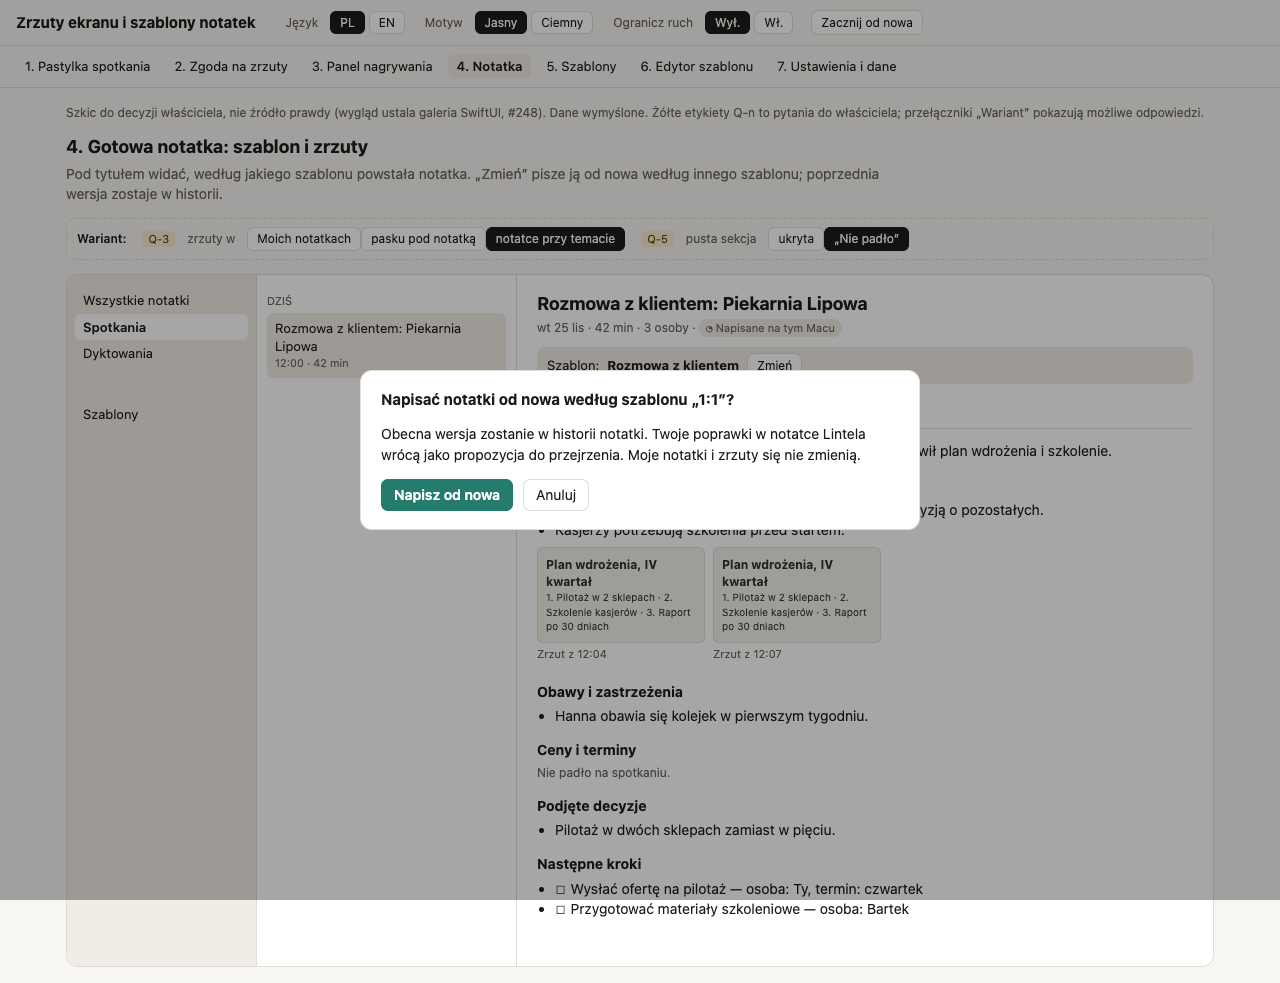 Zrzuty ekranu i szablony notatek
Język PL EN Motyw Jasny Ciemny Ogranicz ruch Wył. Wł. Zacznij od nowa
1. Pastylka spotkania 2. Zgoda na zrzuty 3. Panel nagrywania 4. Notatka 5. Szablony 6. Edytor szablonu 7. Ustawienia i dane
Szkic do decyzji właściciela, nie źródło prawdy (wygląd ustala galeria SwiftUI, #248). Dane wymyślone. Żółte etykiety Q-n to pytania do właściciela; przełączniki „Wariant” pokazują możliwe odpowiedzi.
4. Gotowa notatka: szablon i zrzuty
Pod tytułem widać, według jakiego szablonu powstała notatka. „Zmień” pisze ją od nowa według innego szablonu; poprzednia
wersja zostaje w historii.
Wariant: Q-3 zrzuty w Moich notatkach pasku pod notatką notatce przy temacie Q-5 pusta sekcja ukryta „Nie padło”
Wszystkie notatki
Spotkania
Dyktowania
Szablony
DZIŚ
Rozmowa z klientem: Piekarnia
Lipowa
12:00 · 42 min
Rozmowa z klientem: Piekarnia Lipowa
wt 25 lis · 42 min · 3 osoby · Napisane na tym Macu
Szablon: Rozmowa z klientem Zmień
Napisać notatki od nowa według szablonu „1:1”?
Obecna wersja zostanie w historii notatki. Twoje poprawki w notatce Lintela
wrócą jako propozycja do przejrzenia. Moje notatki i zrzuty się nie zmienią.
Napisz od nowa Anuluj
wił plan wdrożenia i szkolenie.
yzją o pozostałych.
• Kasjerzy potrzebują szkolenia przed startem.
Plan wdrożenia, IV
kwartał
1. Pilotaż w 2 sklepach · 2.
Szkolenie kasjerów · 3. Raport
po 30 dniach
Zrzut z 12:04
Plan wdrożenia, IV
kwartał
1. Pilotaż w 2 sklepach · 2.
Szkolenie kasjerów · 3. Raport
po 30 dniach
Zrzut z 12:07
Obawy i zastrzeżenia
• Hanna obawia się kolejek w pierwszym tygodniu.
Ceny i terminy
Nie padło na spotkaniu.
Podjęte decyzje
• Pilotaż w dwóch sklepach zamiast w pięciu.
Następne kroki
• ☐ Wysłać ofertę na pilotaż — osoba: Ty, termin: czwartek
• ☐ Przygotować materiały szkoleniowe — osoba: Bartek